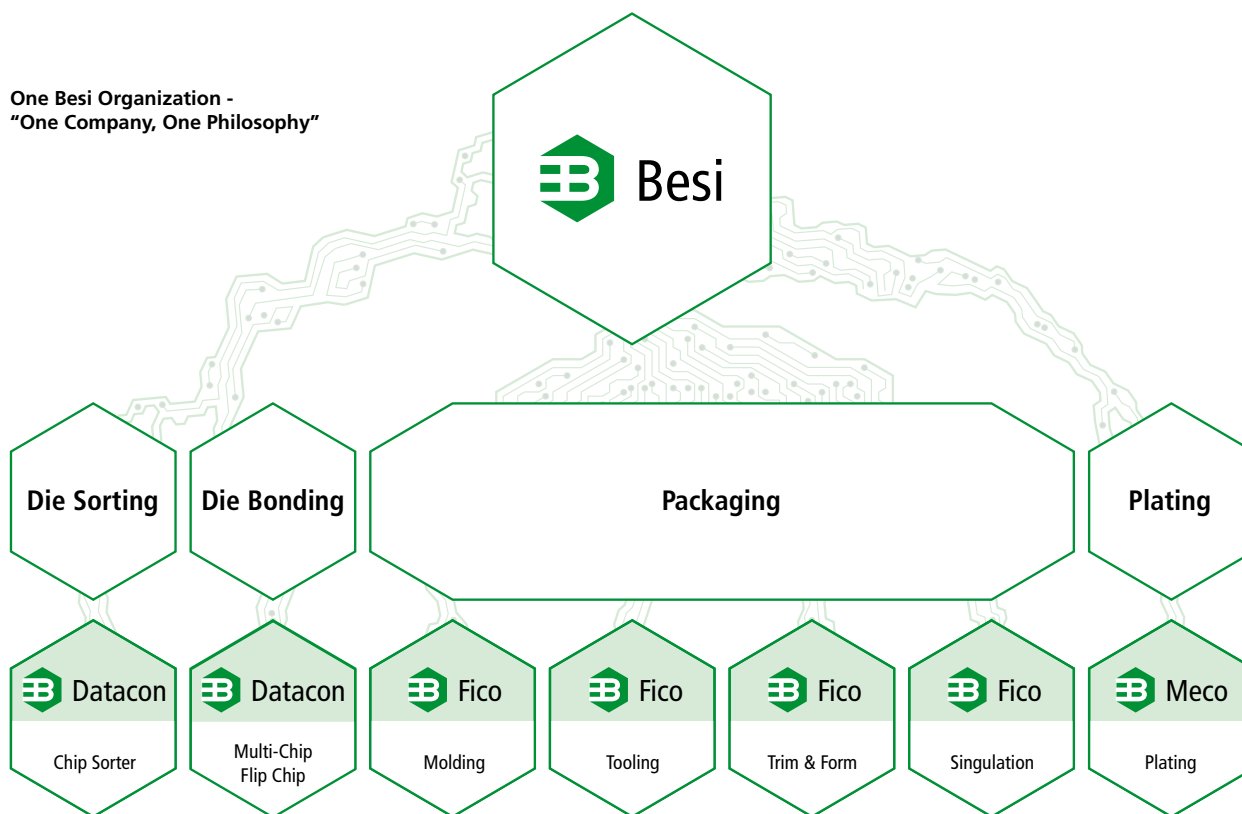 One Besi Organization -
"One Company, One Philosophy"
Besi
Die Sorting
Die Bonding
Packaging
Plating
Datacon
Datacon
Fico
Fico
Fico
Fico
Meco
Chip Sorter
Multi-Chip
Flip Chip
Molding
Tooling
Trim & Form
Singulation
Plating